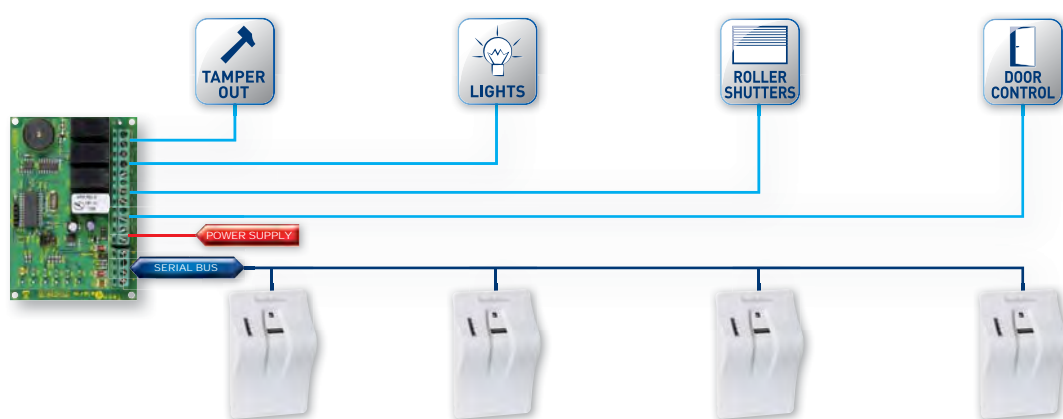 TAMPER
OUT
LIGHTS
ROLLER
SHUTTERS
DOOR
CONTROL
POWER SUPPLY
SERIAL BUS